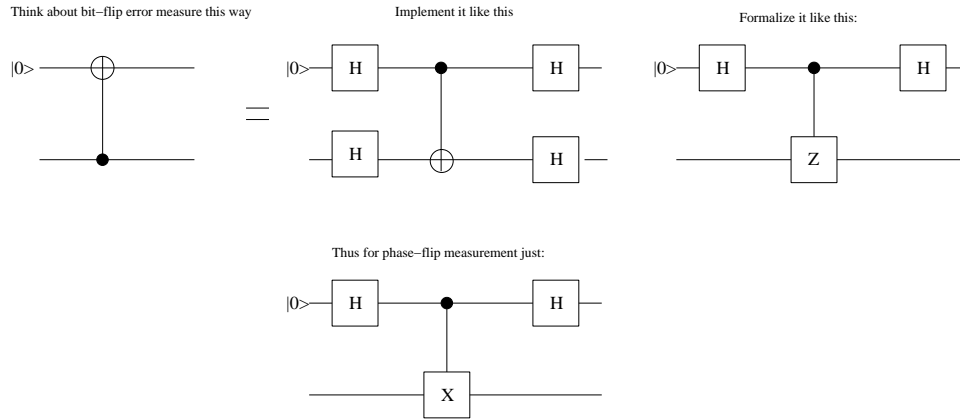 Think about bit−flip error measure this way
Implement it like this
Formalize it like this:
|0>
|0> H H
|0> H H
=
H H
Z
Thus for phase−flip measurement just:
|0> H H
X